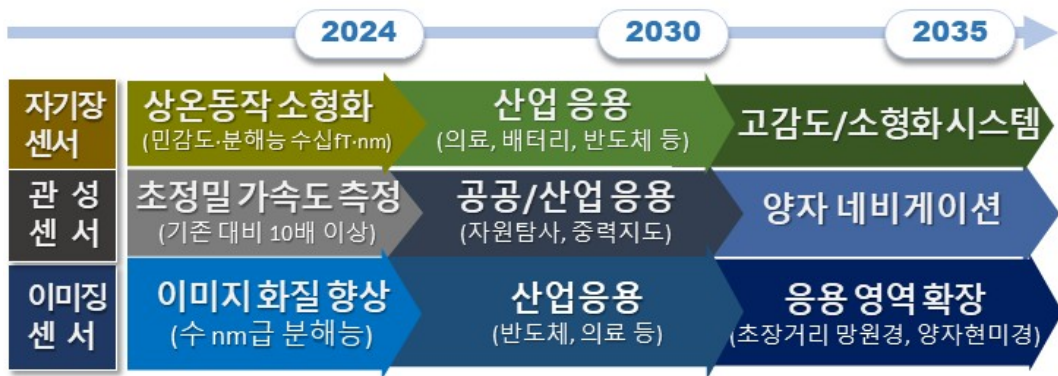 2024 2030 2035
자기장 센서
상온동작 소형화
(민감도·분해능 수십fT·nm)
산업 응용
(의료, 배터리, 반도체 등)
고감도/소형화 시스템
관성 센서
초정밀 가속도 측정
(기존 대비 10배 이상)
공공/산업 응용
(자원탐사, 중력지도)
양자 네비게이션
이미징 센서
이미지 화질 향상
(수 nm급 분해능)
산업응용
(반도체, 의료 등)
응용 영역 확장
(초장거리 망원경, 양자현미경)